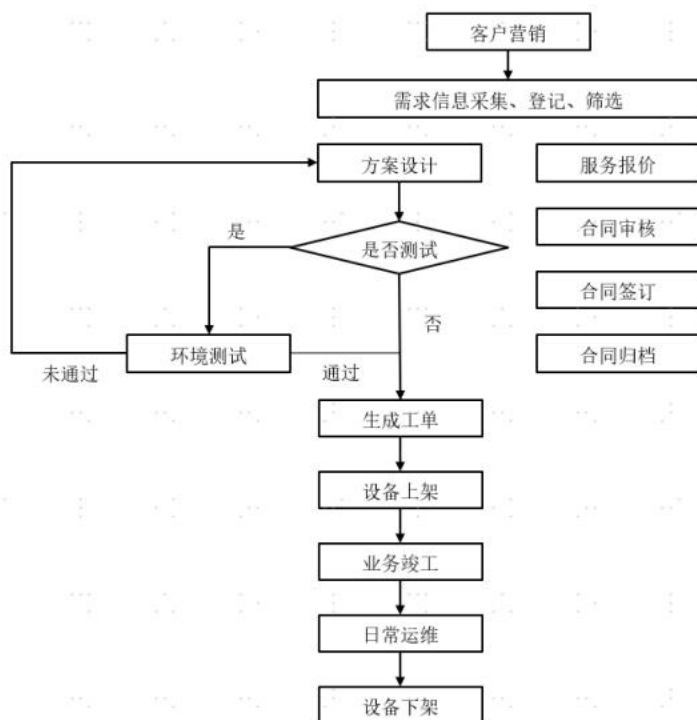 客户营销
需求信息采集、登记、筛选
方案设计
服务报价
是
是否测试
合同审核
合同签订
否
未通过
环境测试
通过
合同归档
生成工单
设备上架
业务竣工
日常运维
设备下架